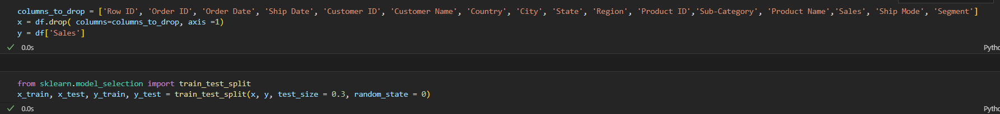 columns_to_drop = ['Row ID', 'Order ID', 'Order Date', 'Ship Date', 'Customer ID', 'Customer Name', 'Country', 'City', 'State', 'Region', 'Product ID','Sub-Category', 'Product Name','Sales', 'Ship Mode', 'Segment']
x = df.drop( columns=columns_to_drop, axis =1)
y = df['Sales']
✓ 0.0s
from sklearn.model_selection import train_test_split
x_train, x_test, y_train, y_test = train_test_split(x, y, test_size = 0.3, random_state = 0)
✓ 0.0s